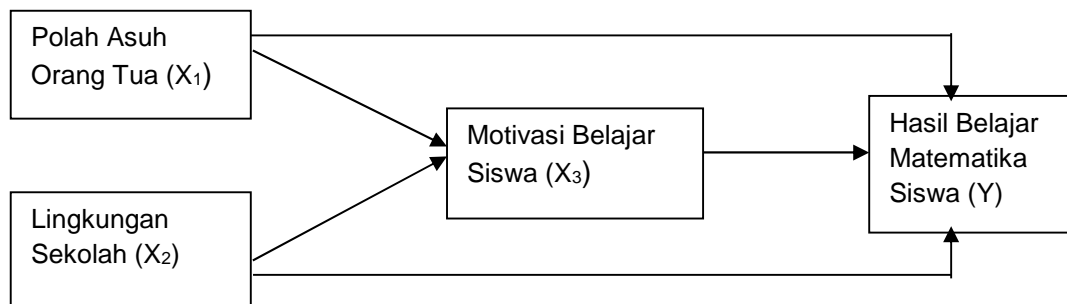 Polah Asuh
Orang Tua (X₁)
Motivasi Belajar
Siswa (X₃)
Hasil Belajar
Matematika
Siswa (Y)
Lingkungan
Sekolah (X₂)